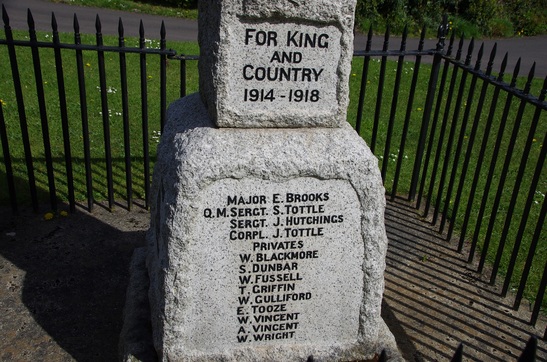 FOR KING
AND
COUNTRY
1914-1918
MAJOR E. BROOKS
Q.M. SERGT. S. TOTTLE
SERGT. J. HUTCHINGS
CORPL. J. TOTTLE
PRIVATES
W. BLACKMORE
S. DUNBAR
W. FUSSELL
T. GRIFFIN
W. GULLIFORD
E. TOOZE
W. VINCENT
A. VINCENT
W. WRIGHT